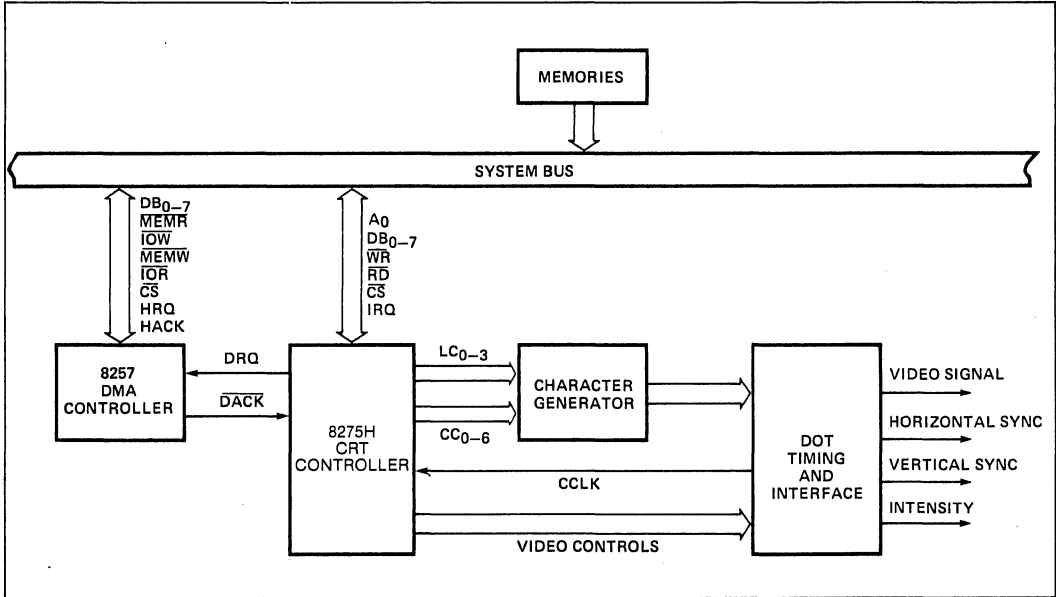 MEMORIES
SYSTEM BUS
DB0–7
MEMR
IOW
MEMW
IOR
CS
HRQ
HACK
A0
DB0–7
WR
RD
CS
IRQ
8257
DMA
CONTROLLER
DRQ
DACK
8275H
CRT
CONTROLLER
LC0–3
CC0–6
CHARACTER
GENERATOR
CCLK
VIDEO CONTROLS
DOT
TIMING
AND
INTERFACE
VIDEO SIGNAL
HORIZONTAL SYNC
VERTICAL SYNC
INTENSITY